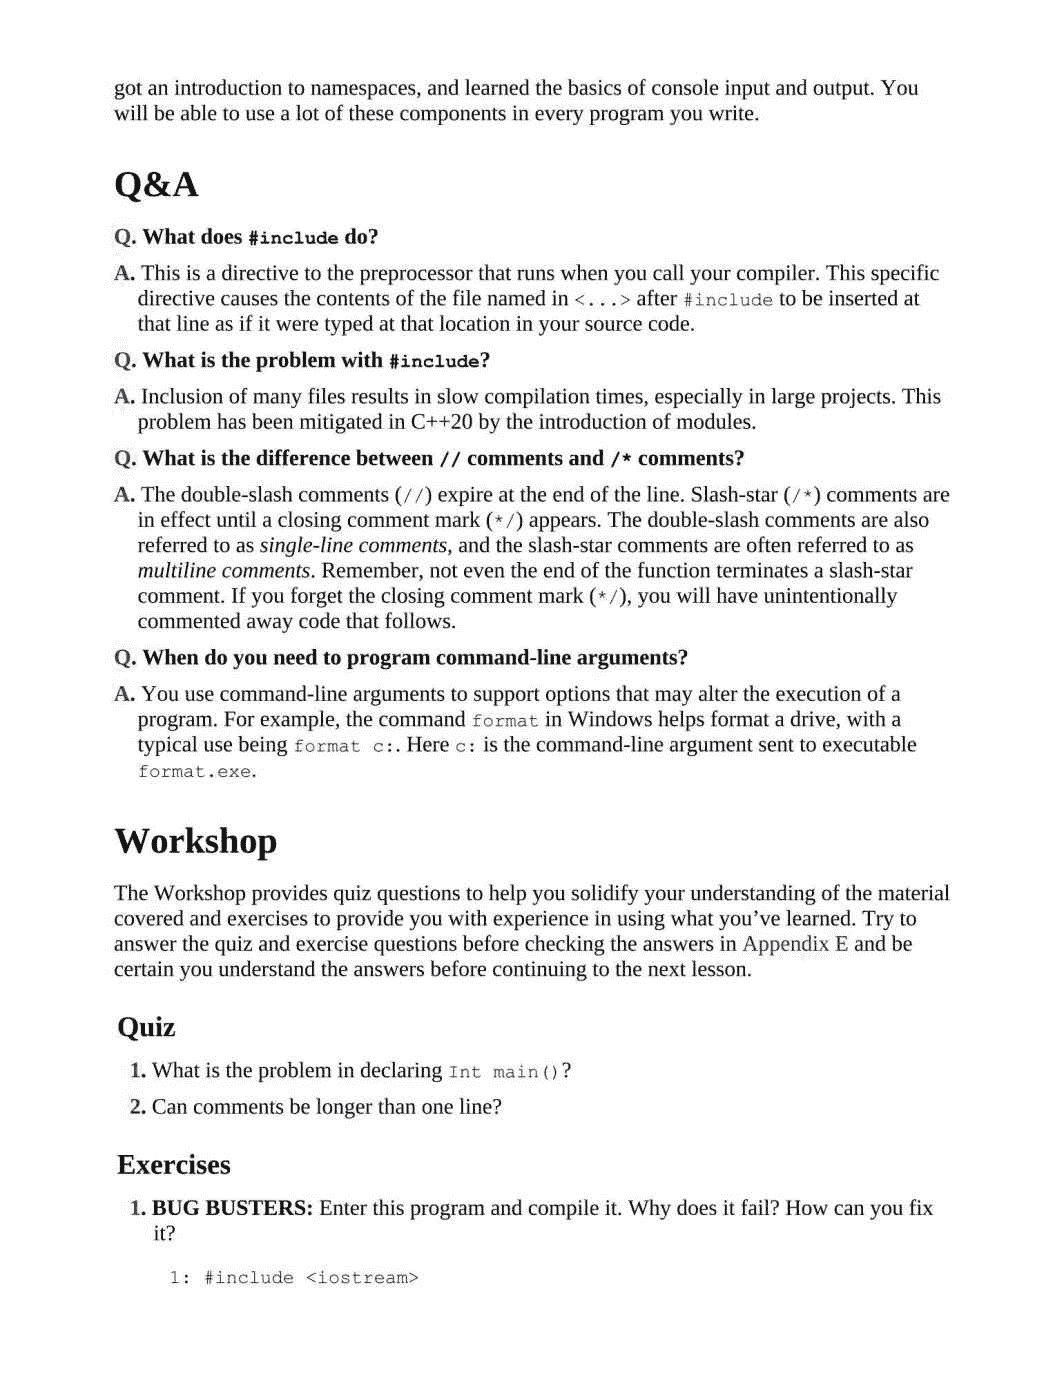 got an introduction to namespaces, and learned the basics of console input and output. You
will be able to use a lot of these components in every program you write.
Q&A
Q. What does #include do?
A. This is a directive to the preprocessor that runs when you call your compiler. This specific
directive causes the contents of the file named in <...> after #include to be inserted at
that line as if it were typed at that location in your source code.
Q. What is the problem with #include?
A. Inclusion of many files results in slow compilation times, especially in large projects. This
problem has been mitigated in C++20 by the introduction of modules.
Q. What is the difference between // comments and /* comments?
A. The double-slash comments (//) expire at the end of the line. Slash-star (/*) comments are
in effect until a closing comment mark (*/) appears. The double-slash comments are also
referred to as single-line comments, and the slash-star comments are often referred to as
multiline comments. Remember, not even the end of the function terminates a slash-star
comment. If you forget the closing comment mark (*/), you will have unintentionally
commented away code that follows.
Q. When do you need to program command-line arguments?
A. You use command-line arguments to support options that may alter the execution of a
program. For example, the command format in Windows helps format a drive, with a
typical use being format c:. Here c: is the command-line argument sent to executable
format.exe.
Workshop
The Workshop provides quiz questions to help you solidify your understanding of the material
covered and exercises to provide you with experience in using what you’ve learned. Try to
answer the quiz and exercise questions before checking the answers in Appendix E and be
certain you understand the answers before continuing to the next lesson.
Quiz
1. What is the problem in declaring Int main()?
2. Can comments be longer than one line?
Exercises
1. BUG BUSTERS: Enter this program and compile it. Why does it fail? How can you fix
it?
1: #include <iostream>